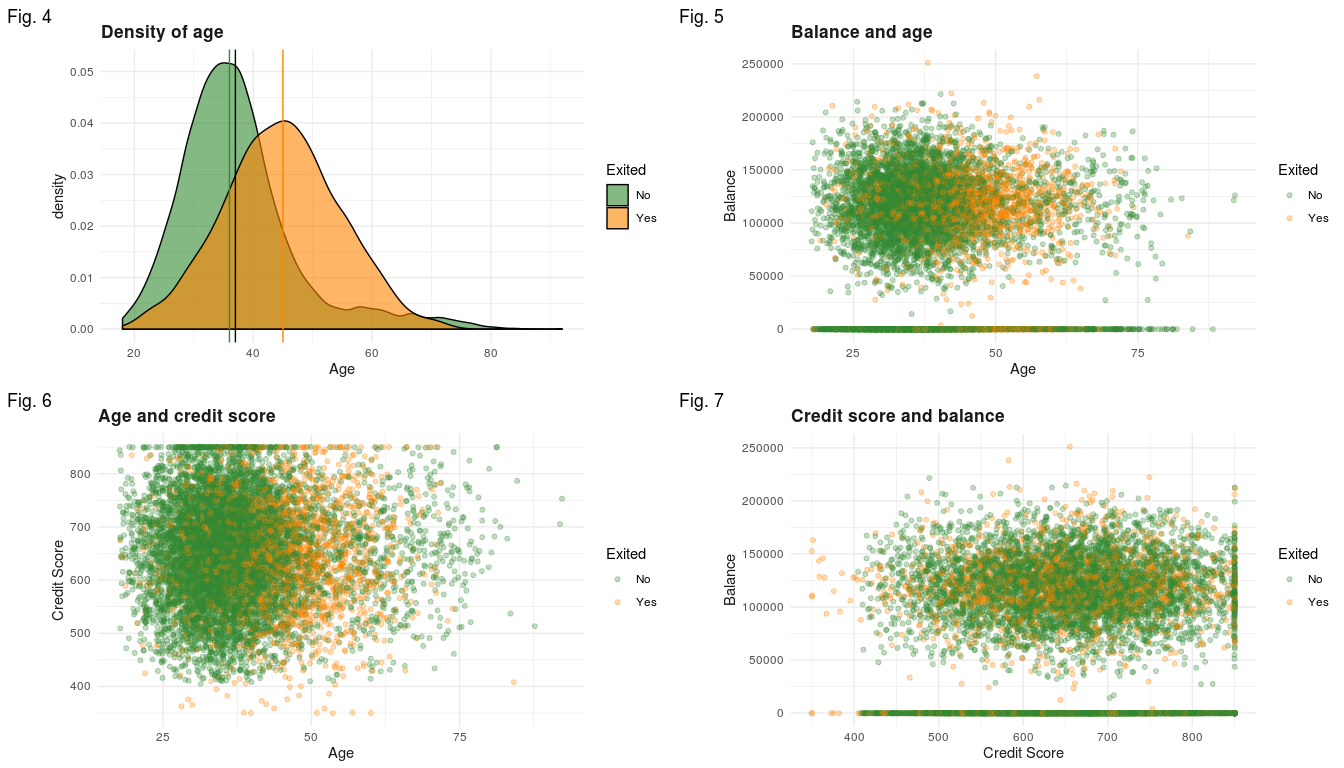 Fig. 4
Density of age
0.05
0.04
0.03
0.02
0.01
0.00
density
20 40 60 80
Age
Exited
No
Yes
Fig. 5
Balance and age
250000
200000
150000
100000
50000
0
Balance
25 50 75
Age
Exited
No
Yes
Fig. 6
Age and credit score
800
700
600
500
400
Credit Score
25 50 75
Age
Exited
No
Yes
Fig. 7
Credit score and balance
250000
200000
150000
100000
50000
0
Balance
400 500 600 700 800
Credit Score
Exited
No
Yes